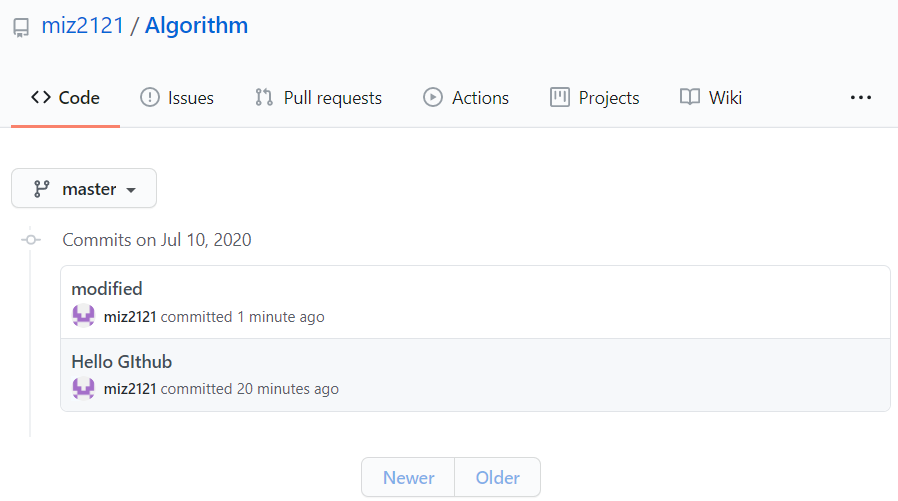 miz2121 / Algorithm
Code Issues Pull requests Actions Projects Wiki ...
master
Commits on Jul 10, 2020
modified
miz2121 committed 1 minute ago
Hello GIthub
miz2121 committed 20 minutes ago
Newer Older